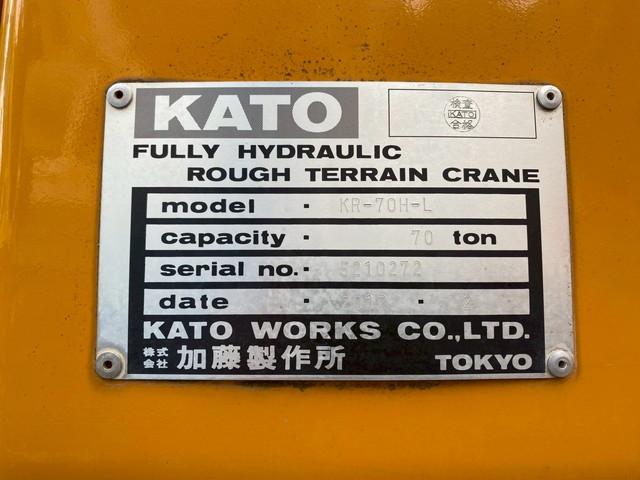 KATO
検査
KATO
合格
FULLY HYDRAULIC
ROUGH TERRAIN CRANE
model · KR-70H-L
capacity · 70 ton
serial no. · 5210272
date · ·
KATO WORKS CO.,LTD.
株式会社 加藤製作所 TOKYO